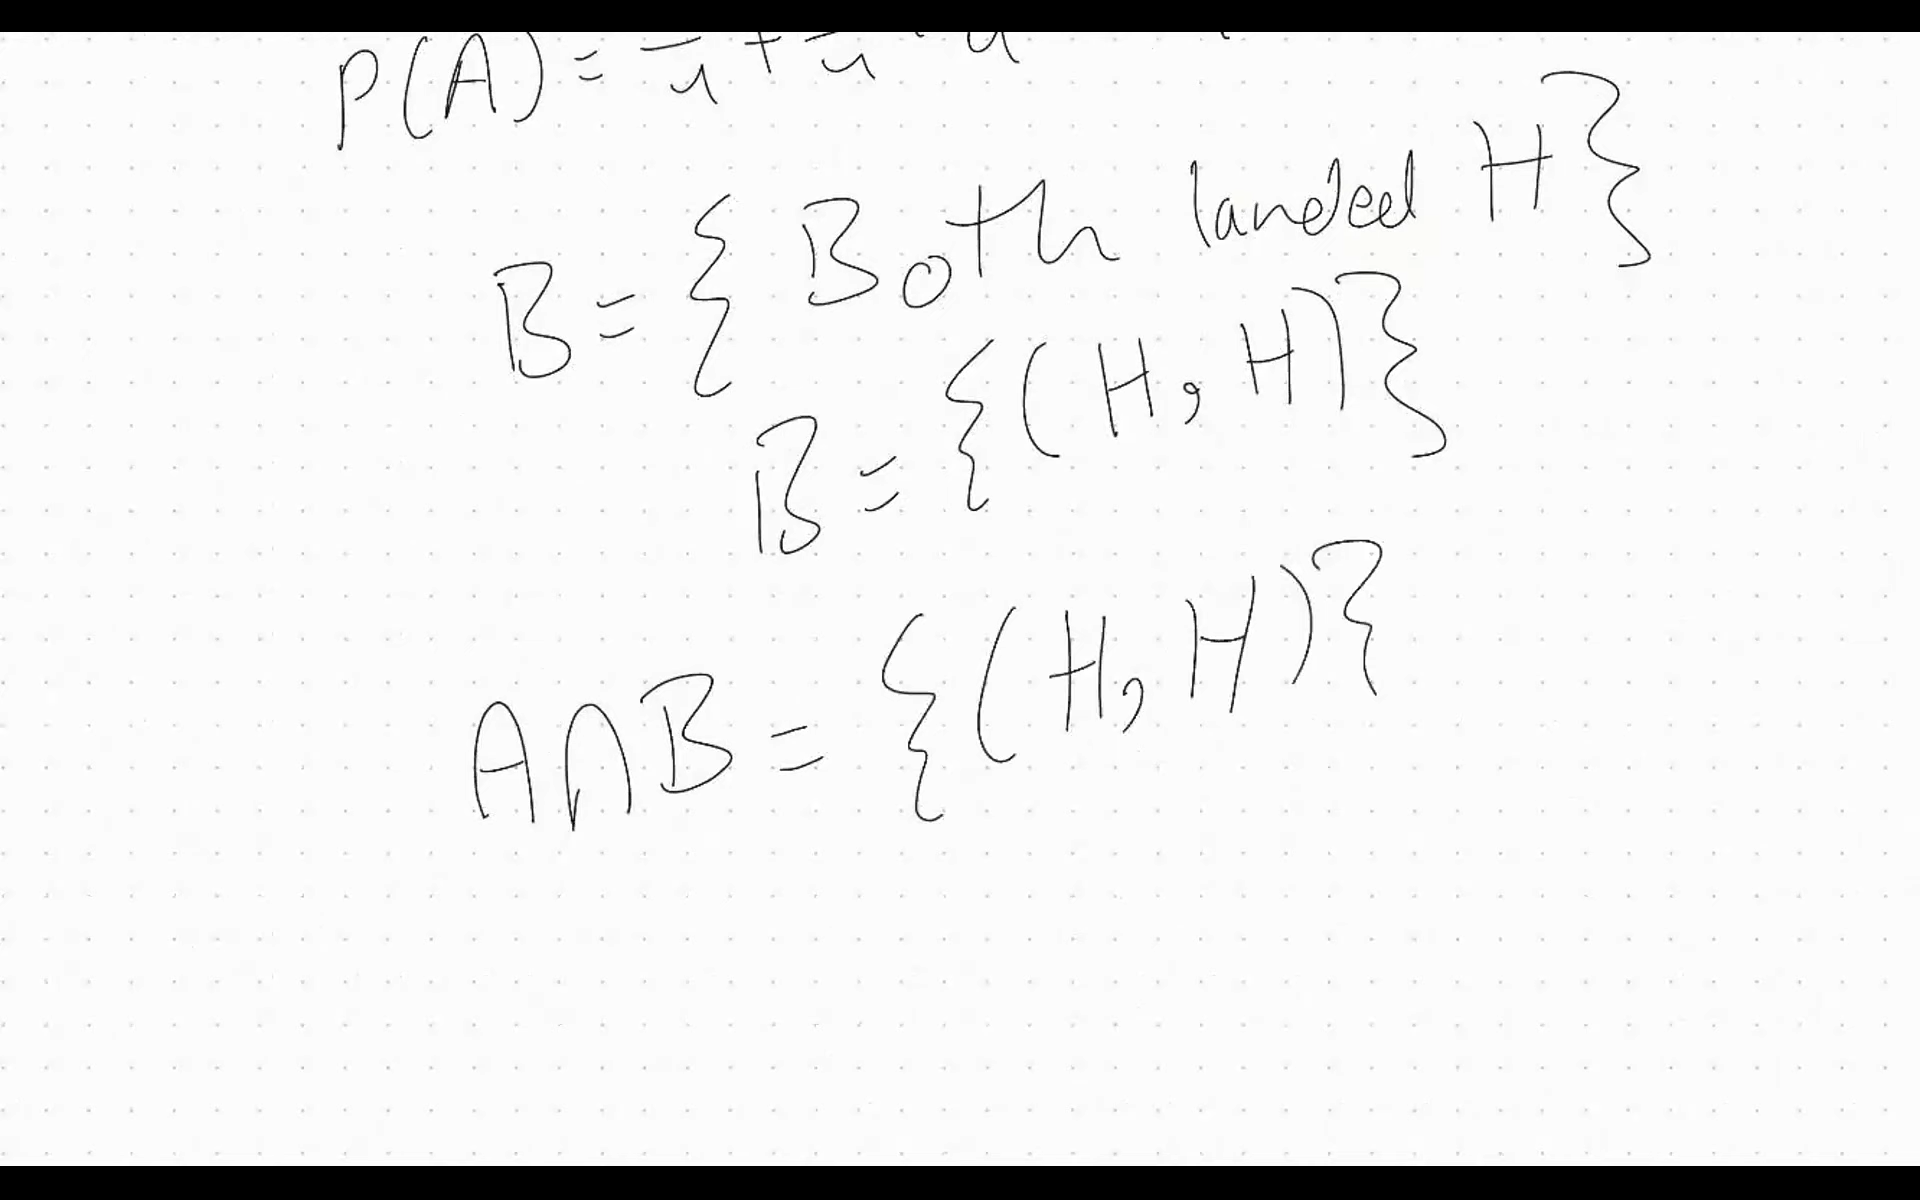 P(A) =
B = { Both landed H }
B = { (H, H) }
A ∩ B = { (H, H) }